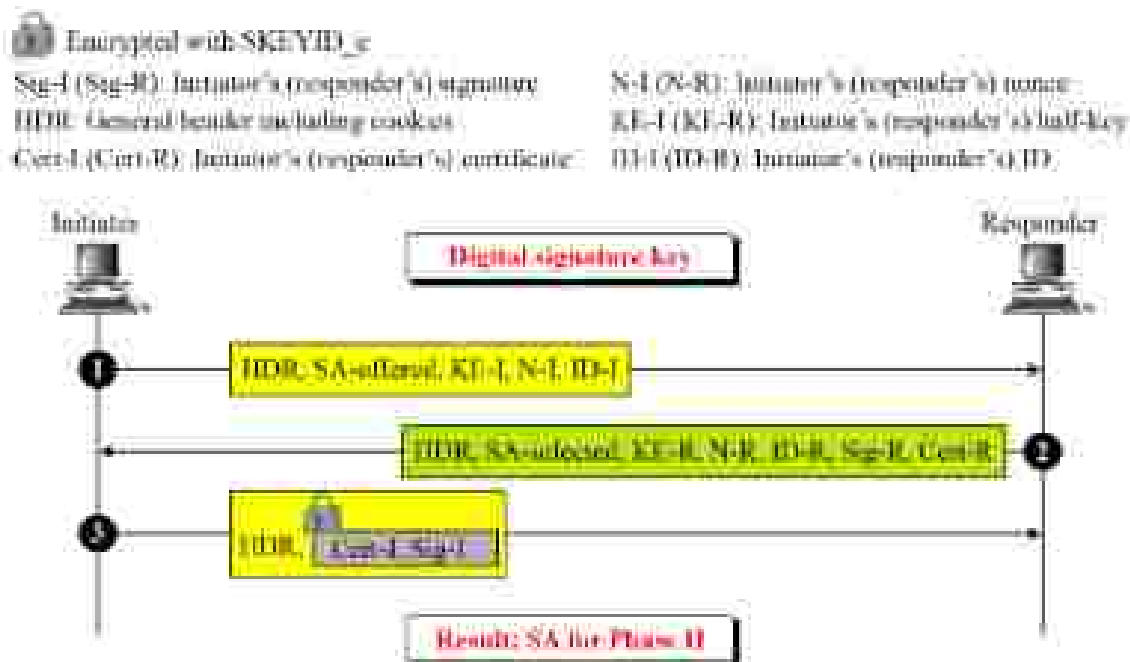 Encrypted with SKEYID_e
Sig-I (Sig-R): Initiator's (responder's) signature
N-I (N-R): Initiator's (responder's) nonce
HDR: General header including cookies
KE-I (KE-R): Initiator's (responder's) half-key
Cert-I (Cert-R): Initiator's (responder's) certificate
ID-I (ID-R): Initiator's (responder's) ID
Initiator
Responder
Digital signature key
1
HDR, SA-offered, KE-I, N-I, ID-I
HDR, SA-selected, KE-R, N-R, ID-R, Sig-R, Cert-R
2
3
HDR, Cert-I, Sig-I
Result: SA for Phase II